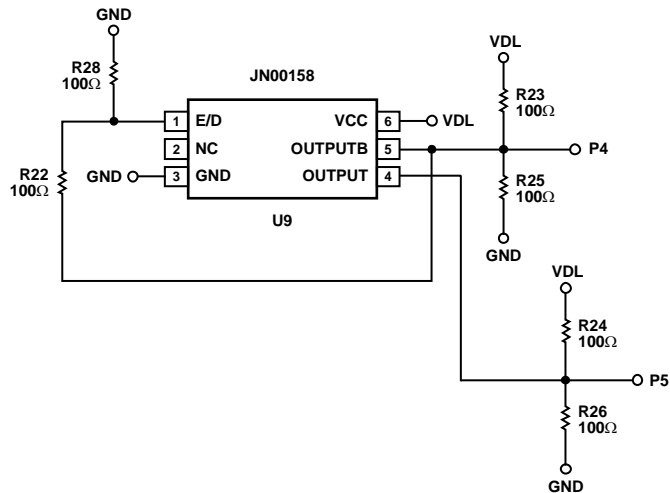 GND
R28
100Ω
JN00158
VDL
R23
100Ω
1 E/D
VCC 6
VDL
2 NC
OUTPUTB 5
P4
R22
100Ω
GND
3 GND
OUTPUT 4
R25
100Ω
U9
GND
VDL
R24
100Ω
P5
R26
100Ω
GND